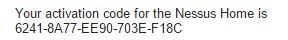 Your activation code for the Nessus Home is
6241-8A77-EE90-703E-F18C